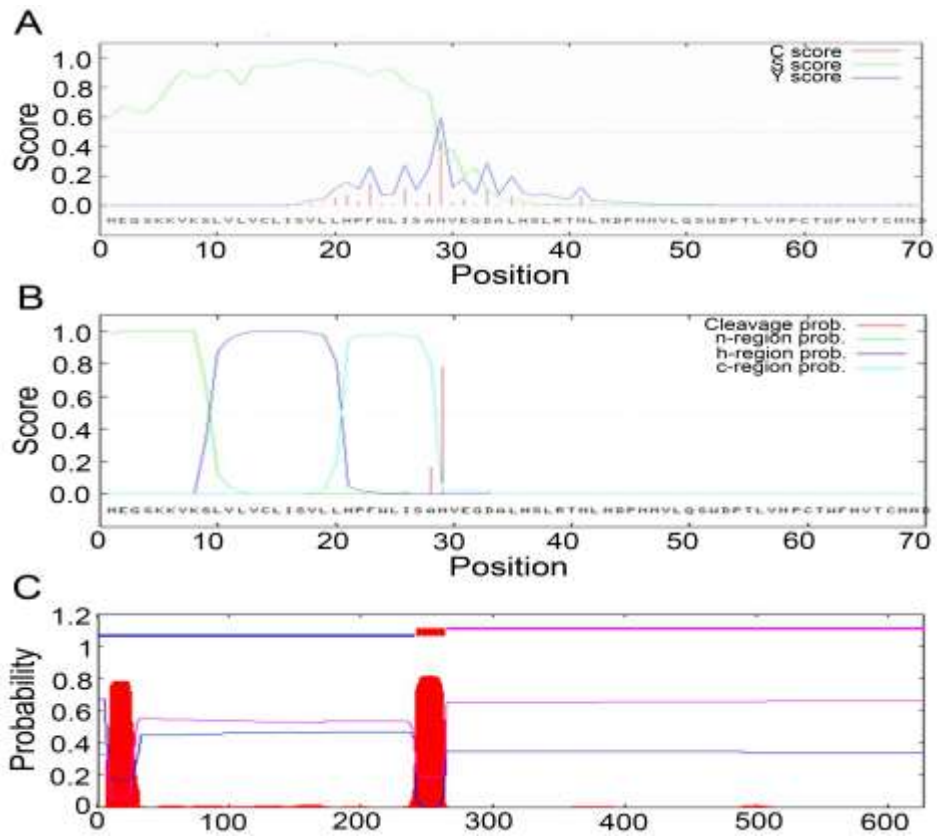 A
1.0
0.8
0.6
0.4
0.2
0.0
Score
C score
S score
Y score
0 10 20 30 40 50 60 70
Position
B
1.0
0.8
0.6
0.4
0.2
0.0
Score
Cleavage prob.
n-region prob.
h-region prob.
c-region prob.
0 10 20 30 40 50 60 70
Position
C
1.2
1
0.8
0.6
0.4
0.2
0
Probability
0 100 200 300 400 500 600